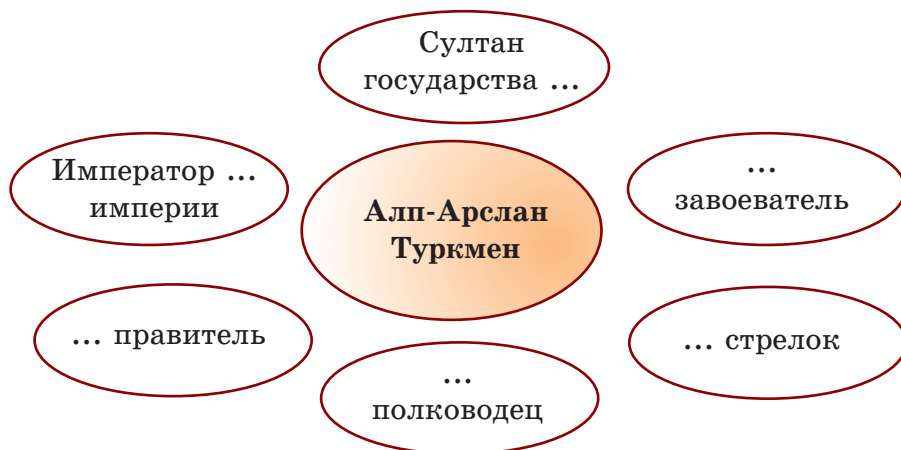 Султан
государства ...
Император ...
империи
...
завоеватель
Алп-Арслан
Туркмен
... правитель
... стрелок
...
полководец